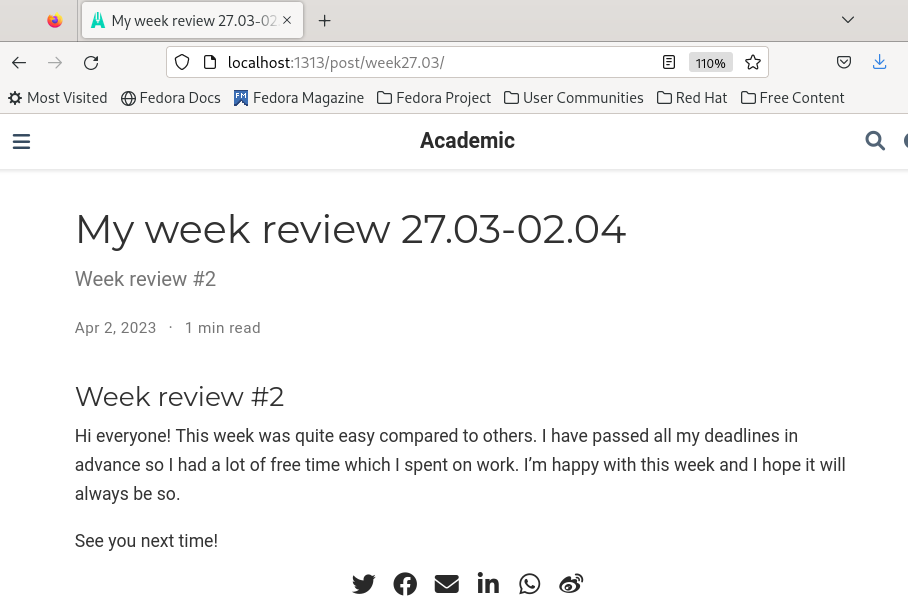 My week review 27.03-02
localhost:1313/post/week27.03/
110%
Most Visited
Fedora Docs
FM
Fedora Magazine
Fedora Project
User Communities
Red Hat
Free Content
Academic
My week review 27.03-02.04
Week review #2
Apr 2, 2023 · 1 min read
Week review #2
Hi everyone! This week was quite easy compared to others. I have passed all my deadlines in
advance so I had a lot of free time which I spent on work. I’m happy with this week and I hope it will
always be so.
See you next time!